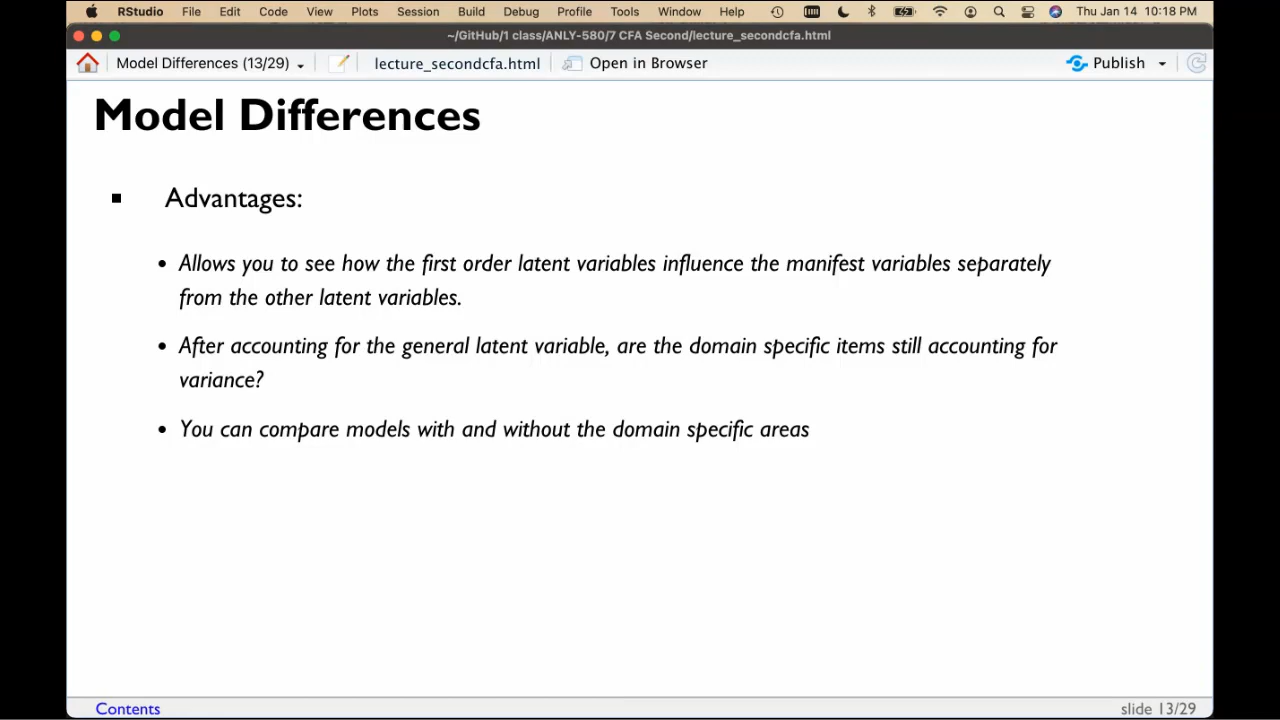 RStudio File Edit Code View Plots Session Build Debug Profile Tools Window Help Thu Jan 14 10:18 PM
~/GitHub/1 class/ANLY-580/7 CFA Second/lecture_secondcfa.html
Model Differences (13/29) lecture_secondcfa.html Open in Browser Publish
Model Differences
Advantages:
Allows you to see how the first order latent variables influence the manifest variables separately
from the other latent variables.
After accounting for the general latent variable, are the domain specific items still accounting for
variance?
You can compare models with and without the domain specific areas
Contents slide 13/29